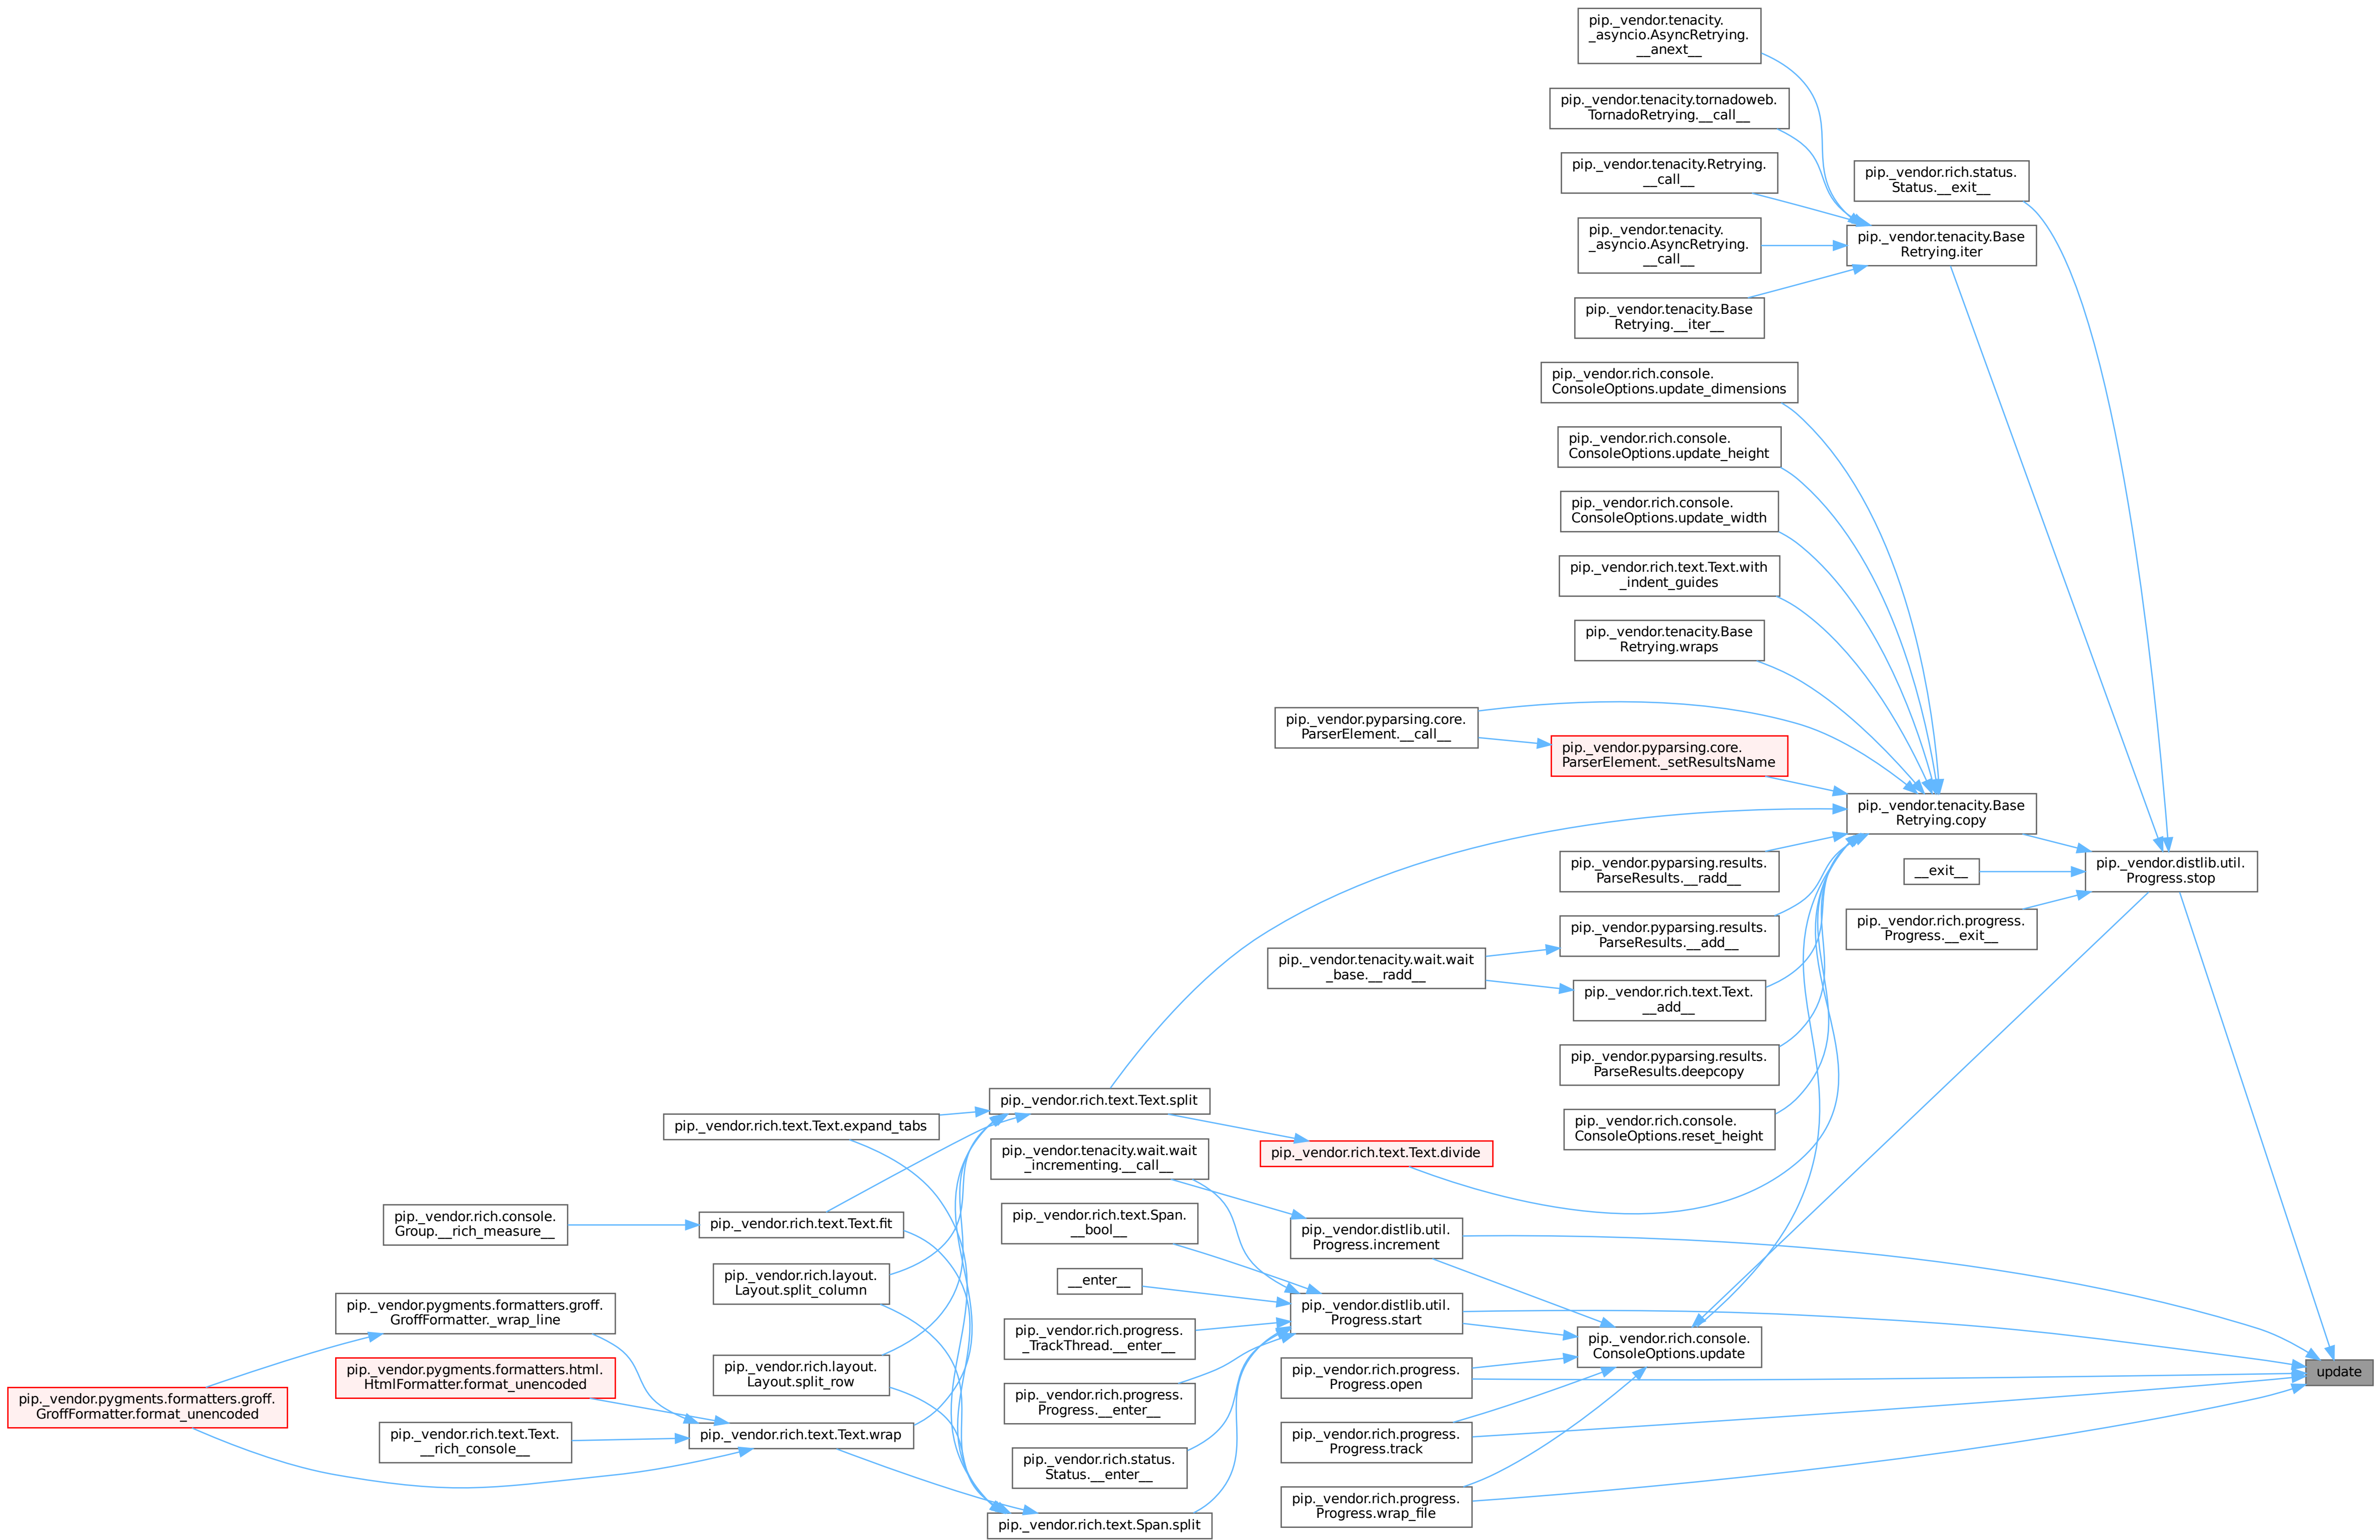 pip._vendor.tenacity.
_asyncio.AsyncRetrying.
__anext__
pip._vendor.tenacity.tornadoweb.
TornadoRetrying.__call__
pip._vendor.tenacity.Retrying.
__call__
pip._vendor.rich.status.
Status.__exit__
pip._vendor.tenacity.
_asyncio.AsyncRetrying.
__call__
pip._vendor.tenacity.Base
Retrying.iter
pip._vendor.tenacity.Base
Retrying.__iter__
pip._vendor.rich.console.
ConsoleOptions.update_dimensions
pip._vendor.rich.console.
ConsoleOptions.update_height
pip._vendor.rich.console.
ConsoleOptions.update_width
pip._vendor.rich.text.Text.with
_indent_guides
pip._vendor.tenacity.Base
Retrying.wraps
pip._vendor.pyparsing.core.
ParserElement.__call__
pip._vendor.pyparsing.core.
ParserElement._setResultsName
pip._vendor.tenacity.Base
Retrying.copy
pip._vendor.pyparsing.results.
ParseResults.__radd__
__exit__
pip._vendor.distlib.util.
Progress.stop
pip._vendor.pyparsing.results.
ParseResults.__add__
pip._vendor.rich.progress.
Progress.__exit__
pip._vendor.tenacity.wait.wait
_base.__radd__
pip._vendor.rich.text.Text.
__add__
pip._vendor.pyparsing.results.
ParseResults.deepcopy
pip._vendor.rich.text.Text.split
pip._vendor.rich.text.Text.expand_tabs
pip._vendor.rich.console.
ConsoleOptions.reset_height
pip._vendor.tenacity.wait.wait
_incrementing.__call__
pip._vendor.rich.text.Text.divide
pip._vendor.rich.console.
Group.__rich_measure__
pip._vendor.rich.text.Text.fit
pip._vendor.rich.text.Span.
__bool__
pip._vendor.distlib.util.
Progress.increment
pip._vendor.rich.layout.
Layout.split_column
__enter__
pip._vendor.pygments.formatters.groff.
GroffFormatter._wrap_line
pip._vendor.distlib.util.
Progress.start
pip._vendor.rich.progress.
_TrackThread.__enter__
pip._vendor.rich.console.
ConsoleOptions.update
pip._vendor.pygments.formatters.html.
HtmlFormatter.format_unencoded
pip._vendor.rich.layout.
Layout.split_row
pip._vendor.rich.progress.
Progress.open
update
pip._vendor.pygments.formatters.groff.
GroffFormatter.format_unencoded
pip._vendor.rich.progress.
Progress.__enter__
pip._vendor.rich.text.Text.
__rich_console__
pip._vendor.rich.text.Text.wrap
pip._vendor.rich.progress.
Progress.track
pip._vendor.rich.status.
Status.__enter__
pip._vendor.rich.progress.
Progress.wrap_file
pip._vendor.rich.text.Span.split